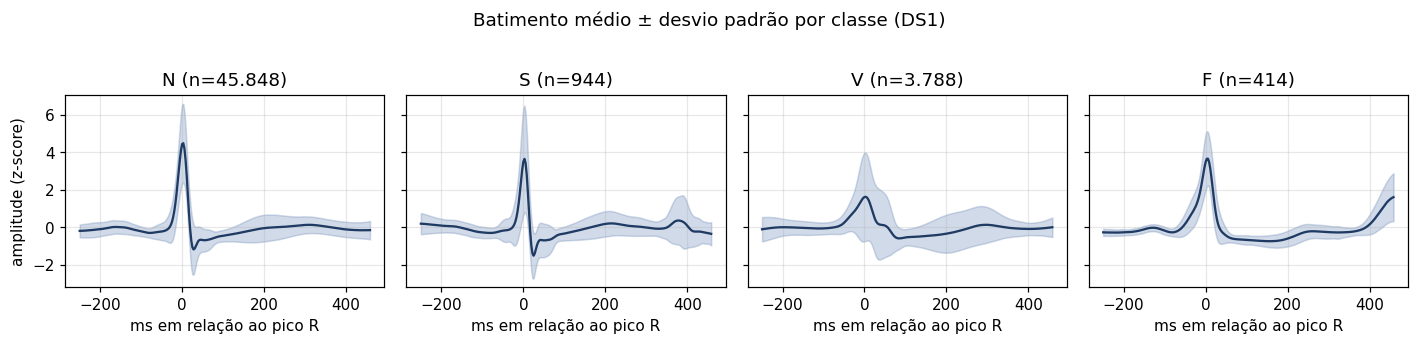 Batimento médio ± desvio padrão por classe (DS1)
N (n=45.848)
S (n=944)
V (n=3.788)
F (n=414)
amplitude (z-score)
6
4
2
0
−2
−200 0 200 400
−200 0 200 400
−200 0 200 400
−200 0 200 400
ms em relação ao pico R
ms em relação ao pico R
ms em relação ao pico R
ms em relação ao pico R